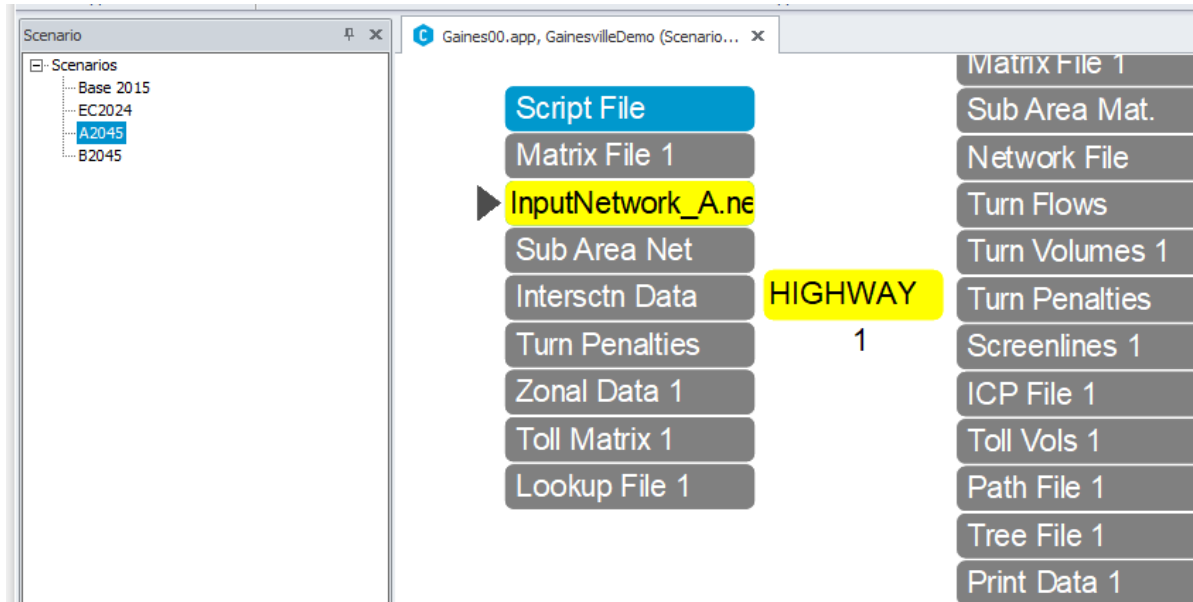 Scenario
Scenarios
Base 2015
EC2024
A2045
B2045
Gaines00.app, GainesvilleDemo (Scenario...
Script File
Matrix File 1
InputNetwork_A.ne
Sub Area Net
Intersctn Data
Turn Penalties
Zonal Data 1
Toll Matrix 1
Lookup File 1
HIGHWAY
1
Matrix File 1
Sub Area Mat.
Network File
Turn Flows
Turn Volumes 1
Turn Penalties
Screenlines 1
ICP File 1
Toll Vols 1
Path File 1
Tree File 1
Print Data 1